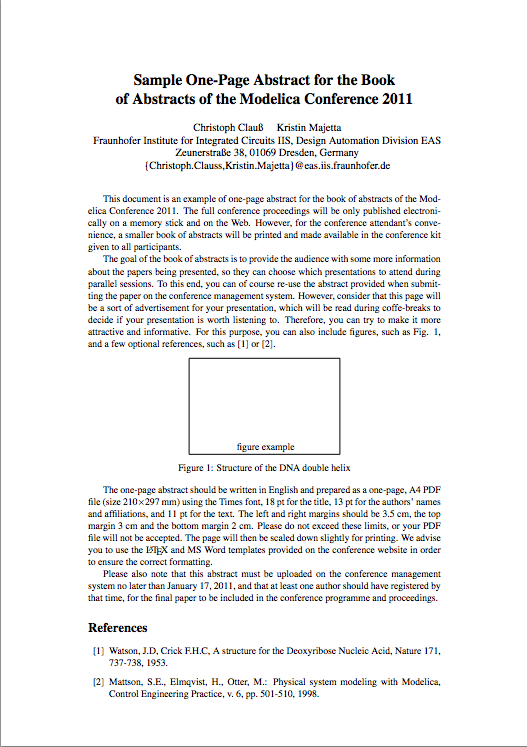 Sample One-Page Abstract for the Book
of Abstracts of the Modelica Conference 2011
Christoph Clauß Kristin Majetta
Fraunhofer Institute for Integrated Circuits IIS, Design Automation Division EAS
Zeunerstraße 38, 01069 Dresden, Germany
{Christoph.Clauss,Kristin.Majetta}@eas.iis.fraunhofer.de
This document is an example of one-page abstract for the book of abstracts of the Mod-
elica Conference 2011. The full conference proceedings will be only published electroni-
cally on a memory stick and on the Web. However, for the conference attendant's conve-
nience, a smaller book of abstracts will be printed and made available in the conference kit
given to all participants.
The goal of the book of abstracts is to provide the audience with some more information
about the papers being presented, so they can choose which presentations to attend during
parallel sessions. To this end, you can of course re-use the abstract provided when submit-
ting the paper on the conference management system. However, consider that this page will
be a sort of advertisement for your presentation, which will be read during coffe-breaks to
decide if your presentation is worth listening to. Therefore, you can try to make it more
attractive and informative. For this purpose, you can also include figures, such as Fig. 1,
and a few optional references, such as [1] or [2].
figure example
Figure 1: Structure of the DNA double helix
The one-page abstract should be written in English and prepared as a one-page, A4 PDF
file (size 210×297 mm) using the Times font, 18 pt for the title, 13 pt for the authors' names
and affiliations, and 11 pt for the text. The left and right margins should be 3.5 cm, the top
margin 3 cm and the bottom margin 2 cm. Please do not exceed these limits, or your PDF
file will not be accepted. The page will then be scaled down slightly for printing. We advise
you to use the LATEX and MS Word templates provided on the conference website in order
to ensure the correct formatting.
Please also note that this abstract must be uploaded on the conference management
system no later than January 17, 2011, and that at least one author should have registered by
that time, for the final paper to be included in the conference programme and proceedings.
References
[1] Watson, J.D, Crick F.H.C, A structure for the Deoxyribose Nucleic Acid, Nature 171,
737-738, 1953.
[2] Mattson, S.E., Elmqvist, H., Otter, M.: Physical system modeling with Modelica,
Control Engineering Practice, v. 6, pp. 501-510, 1998.